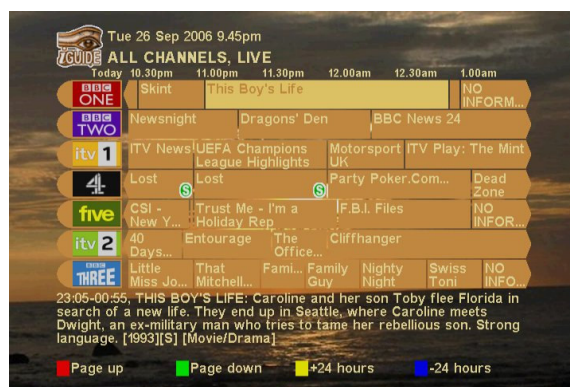 Tue 26 Sep 2006 9.45pm
IGUIDE ALL CHANNELS, LIVE
Today 10.30pm 11.00pm 11.30pm 12.00am 12.30am 1.00am
BBC ONE Skint This Boy's Life NO INFORM...
BBC TWO Newsnight Dragons' Den BBC News 24
itv 1 ITV News UEFA Champions League Highlights Motorsport UK ITV Play: The Mint
4 Lost S Lost S Party Poker.Com... Dead Zone
five CSI - New Y... Trust Me - I'm a Holiday Rep F.B.I. Files NO INFOR...
itv 2 40 Days... Entourage The Office... Cliffhanger
BBC THREE Little Miss Jo... That Mitchell... Fami... Family Guy Nighty Night Swiss Toni NO INFO...
23:05-00:55, THIS BOY'S LIFE: Caroline and her son Toby flee Florida in
search of a new life. They end up in Seattle, where Caroline meets
Dwight, an ex-military man who tries to tame her rebellious son. Strong
language. [1993][S] [Movie/Drama]
Page up Page down +24 hours -24 hours